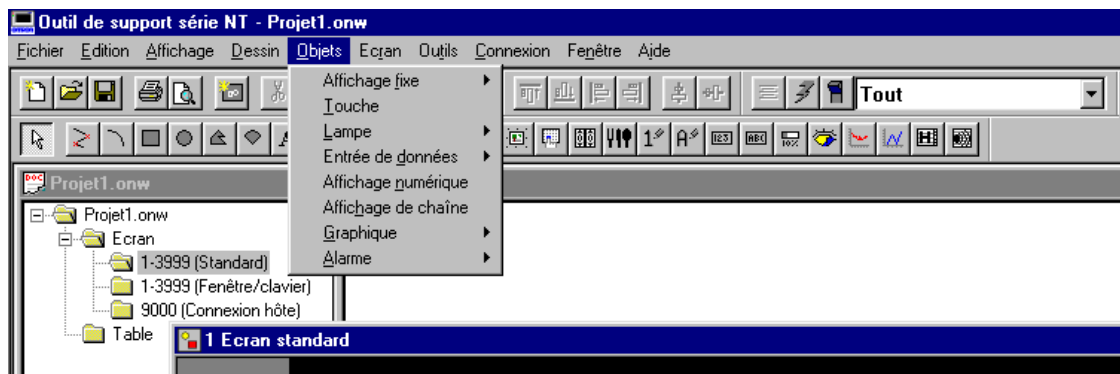 Outil de support série NT - Projet1.onw
Fichier Edition Affichage Dessin Objets Ecran Outils Connexion Fenêtre Aide
Affichage fixe
Touche
Lampe
Entrée de données
Affichage numérique
Affichage de chaîne
Graphique
Alarme
Tout
Projet1.onw
Projet1.onw
Ecran
1-3999 (Standard)
1-3999 (Fenêtre/clavier)
9000 (Connexion hôte)
Table
1 Ecran standard